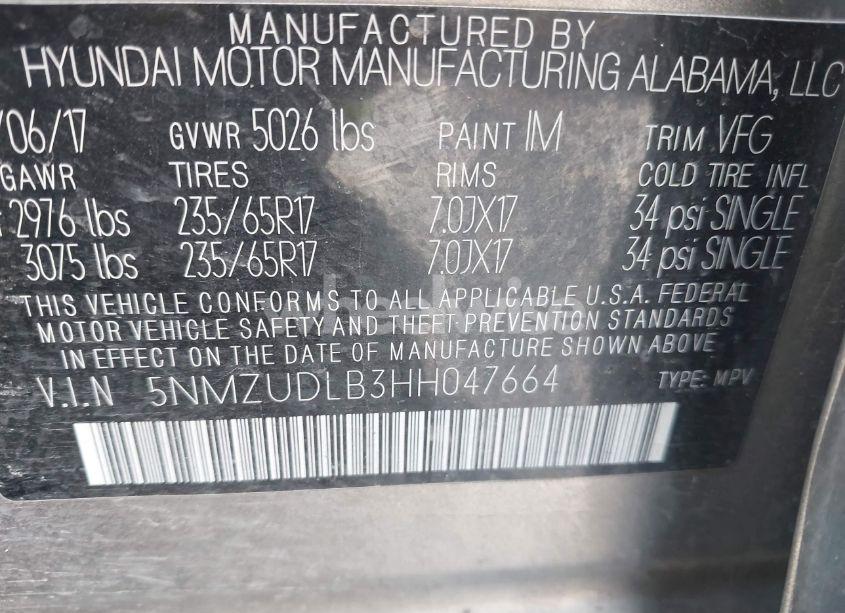 MANUFACTURED BY
HYUNDAI MOTOR MANUFACTURING ALABAMA, LLC
/06/17 GVWR 5026 lbs PAINT IM TRIM VFG
GAWR TIRES RIMS COLD TIRE INFL
2976 lbs 235/65R17 7.0JX17 34 psi SINGLE
3075 lbs 235/65R17 7.0JX17 34 psi SINGLE
THIS VEHICLE CONFORMS TO ALL APPLICABLE U.S.A. FEDERAL
MOTOR VEHICLE SAFETY AND THEFT PREVENTION STANDARDS
IN EFFECT ON THE DATE OF MANUFACTURE SHOWN ABOVE.
V.I.N 5NMZUDLB3HH047664 TYPE: MPV